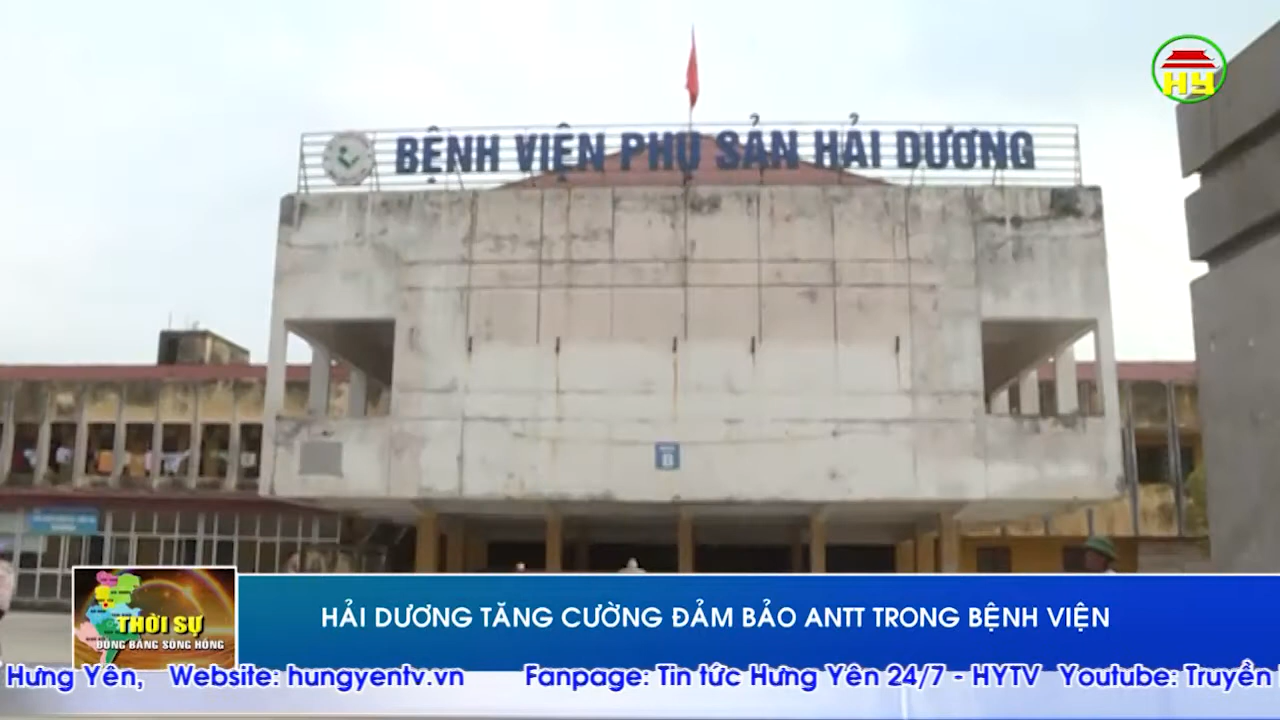 HY
BỆNH VIỆN PHỤ SẢN HẢI DƯƠNG
B
THỜI SỰ
ĐỒNG BẰNG SÔNG HỒNG
HẢI DƯƠNG TĂNG CƯỜNG ĐẢM BẢO ANTT TRONG BỆNH VIỆN
Hưng Yên, Website: hungyentv.vn Fanpage: Tin tức Hưng Yên 24/7 - HYTV Youtube: Truyền